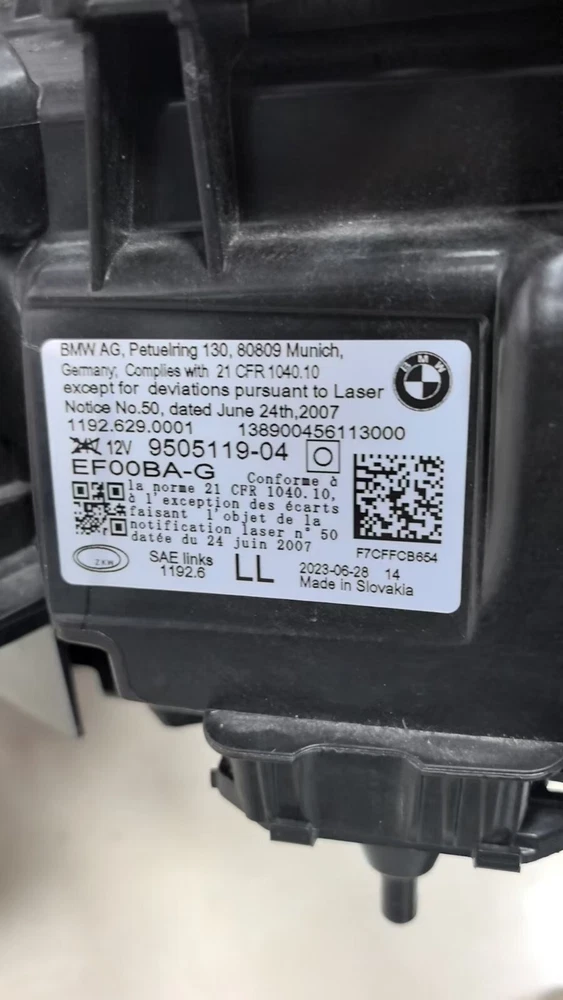 BMW AG, Petuelring 130, 80809 Munich,
Germany, Complies with 21 CFR 1040.10
except for deviations pursuant to Laser
Notice No.50, dated June 24th,2007
BMW
1192.629.0001 138900456113000
24V 12V 9505119-04
EF00BA-G
Conforme à
la norme 21 CFR 1040.10,
à l'exception des écarts
faisant l'objet de la
notification laser n° 50
datée du 24 juin 2007
F7CFFCB654
ZKW
SAE links
1192.6
LL
2023-06-28 14
Made in Slovakia